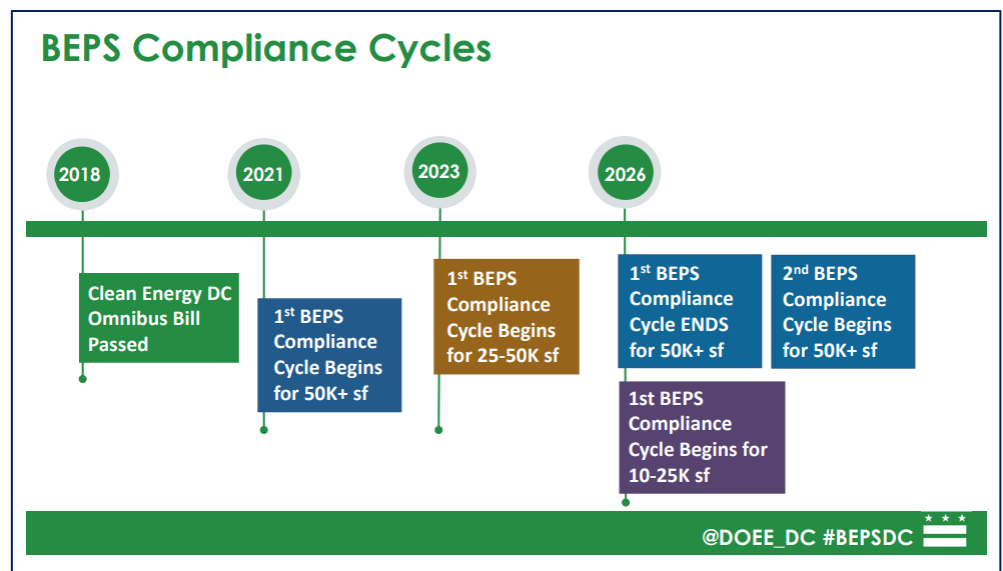 BEPS Compliance Cycles
2018
2021
2023
2026
Clean Energy DC
Omnibus Bill
Passed
1st BEPS
Compliance
Cycle Begins
for 50K+ sf
1st BEPS
Compliance
Cycle Begins
for 25-50K sf
1st BEPS
Compliance
Cycle ENDS
for 50K+ sf
2nd BEPS
Compliance
Cycle Begins
for 50K+ sf
1st BEPS
Compliance
Cycle Begins for
10-25K sf
@DOEE_DC #BEPSDC